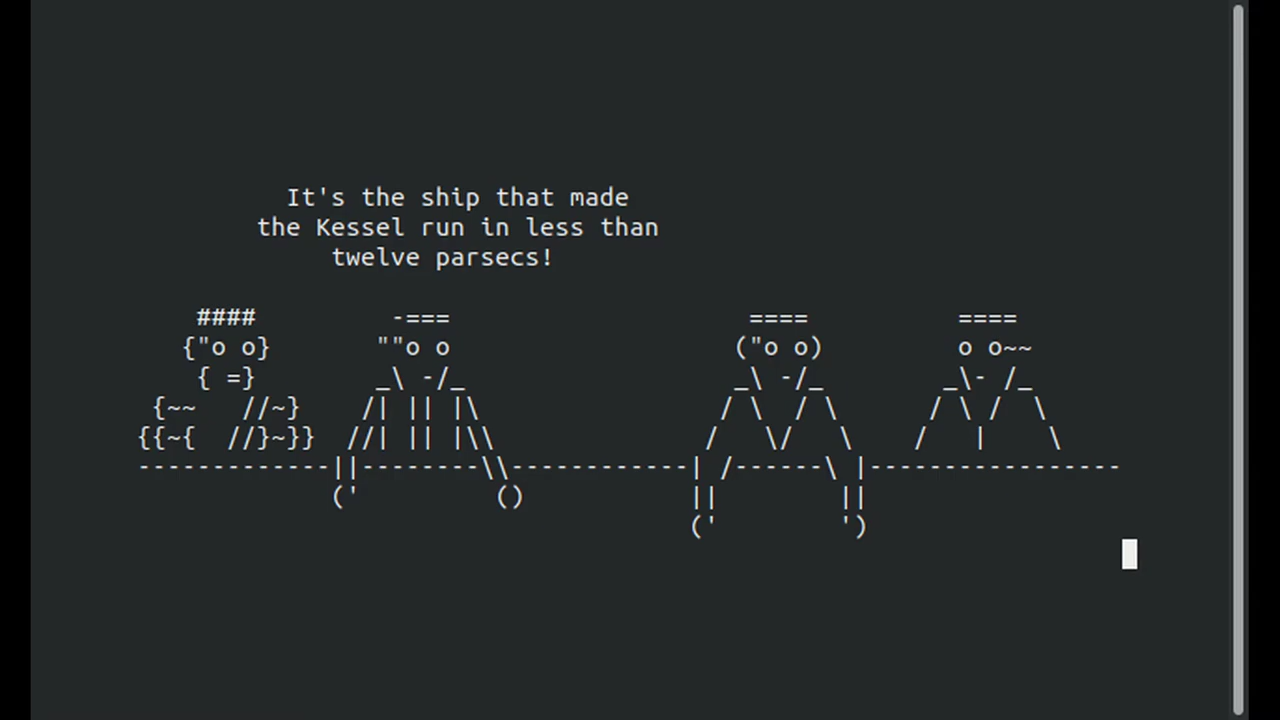 It's the ship that made
the Kessel run in less than
twelve parsecs!